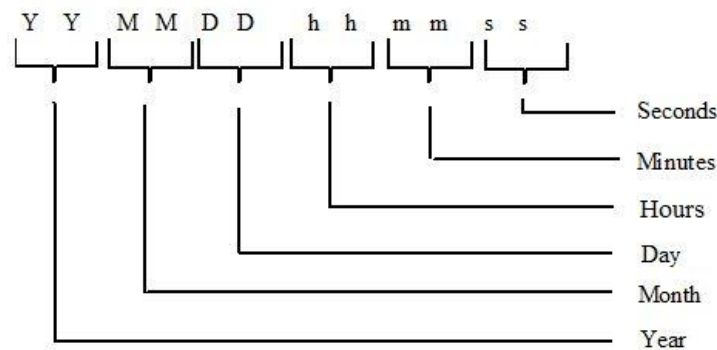 Y Y M M D D h h m m s s
Seconds
Minutes
Hours
Day
Month
Year